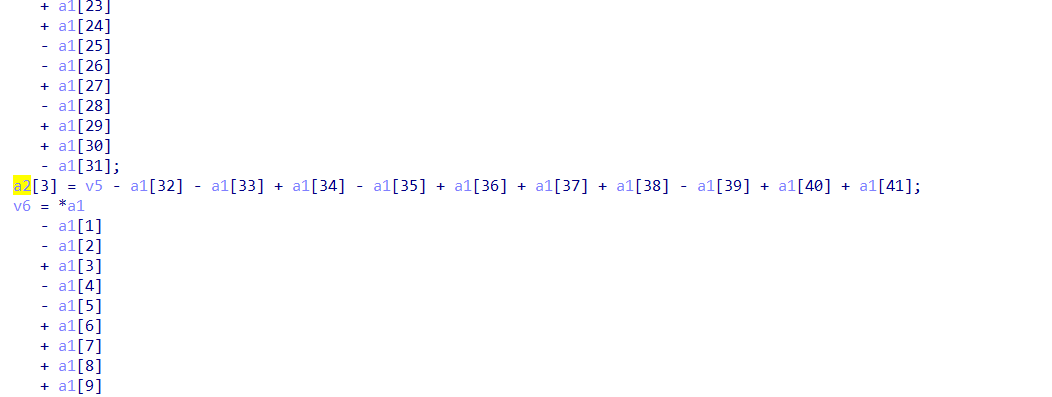 + a1[23]
+ a1[24]
- a1[25]
- a1[26]
+ a1[27]
- a1[28]
+ a1[29]
+ a1[30]
- a1[31];
a2[3] = v5 - a1[32] - a1[33] + a1[34] - a1[35] + a1[36] + a1[37] + a1[38] - a1[39] + a1[40] + a1[41];
v6 = *a1
- a1[1]
- a1[2]
+ a1[3]
- a1[4]
- a1[5]
+ a1[6]
+ a1[7]
+ a1[8]
+ a1[9]